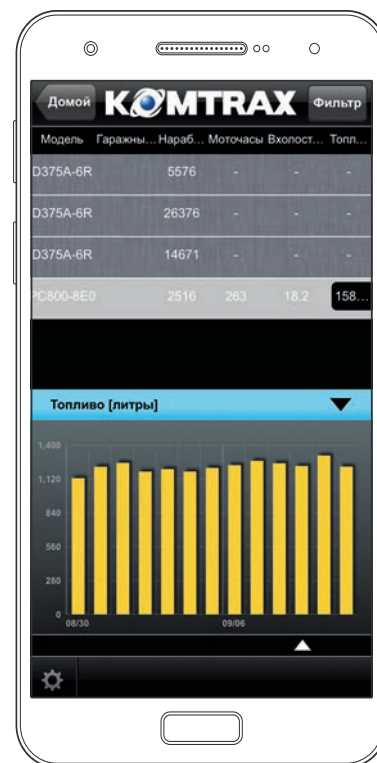 Домой KOMTRAX Фильтр
Модель Гаражны... Нараб... Моточасы Вхолост... Топл...
D375A-6R 5576 - - -
D375A-6R 26376 - - -
D375A-6R 14671 - - -
PC800-8E0 2516 263 18.2 158...
Топливо [литры]
1,400
1,120
840
560
280
0
08/30 09/06